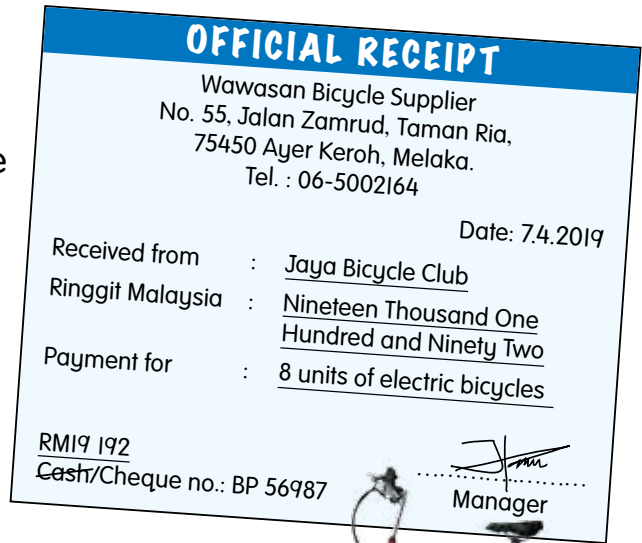 OFFICIAL RECEIPT
Wawasan Bicycle Supplier
No. 55, Jalan Zamrud, Taman Ria,
75450 Ayer Keroh, Melaka.
Tel. : 06-5002164
e
Date: 7.4.2019
Received from : Jaya Bicycle Club
Ringgit Malaysia : Nineteen Thousand One
Hundred and Ninety Two
Payment for : 8 units of electric bicycles
RM19 192
Cash/Cheque no.: BP 56987
Manager